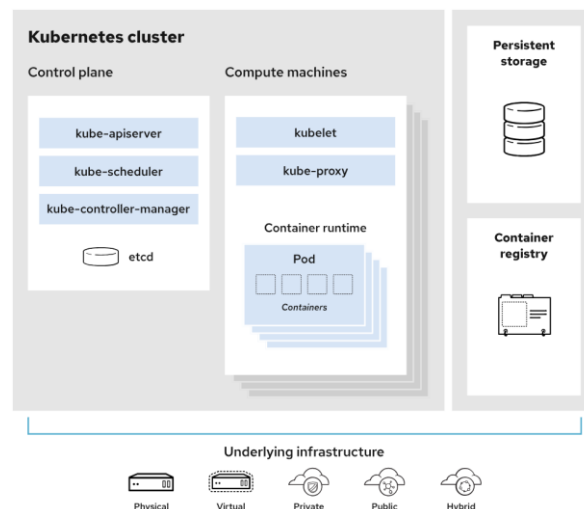 Kubernetes cluster
Control plane
kube-apiserver
kube-scheduler
kube-controller-manager
etcd
Compute machines
kubelet
kube-proxy
Container runtime
Pod
Containers
Persistent
storage
Container
registry
Underlying infrastructure
Physical
Virtual
Private
Public
Hybrid